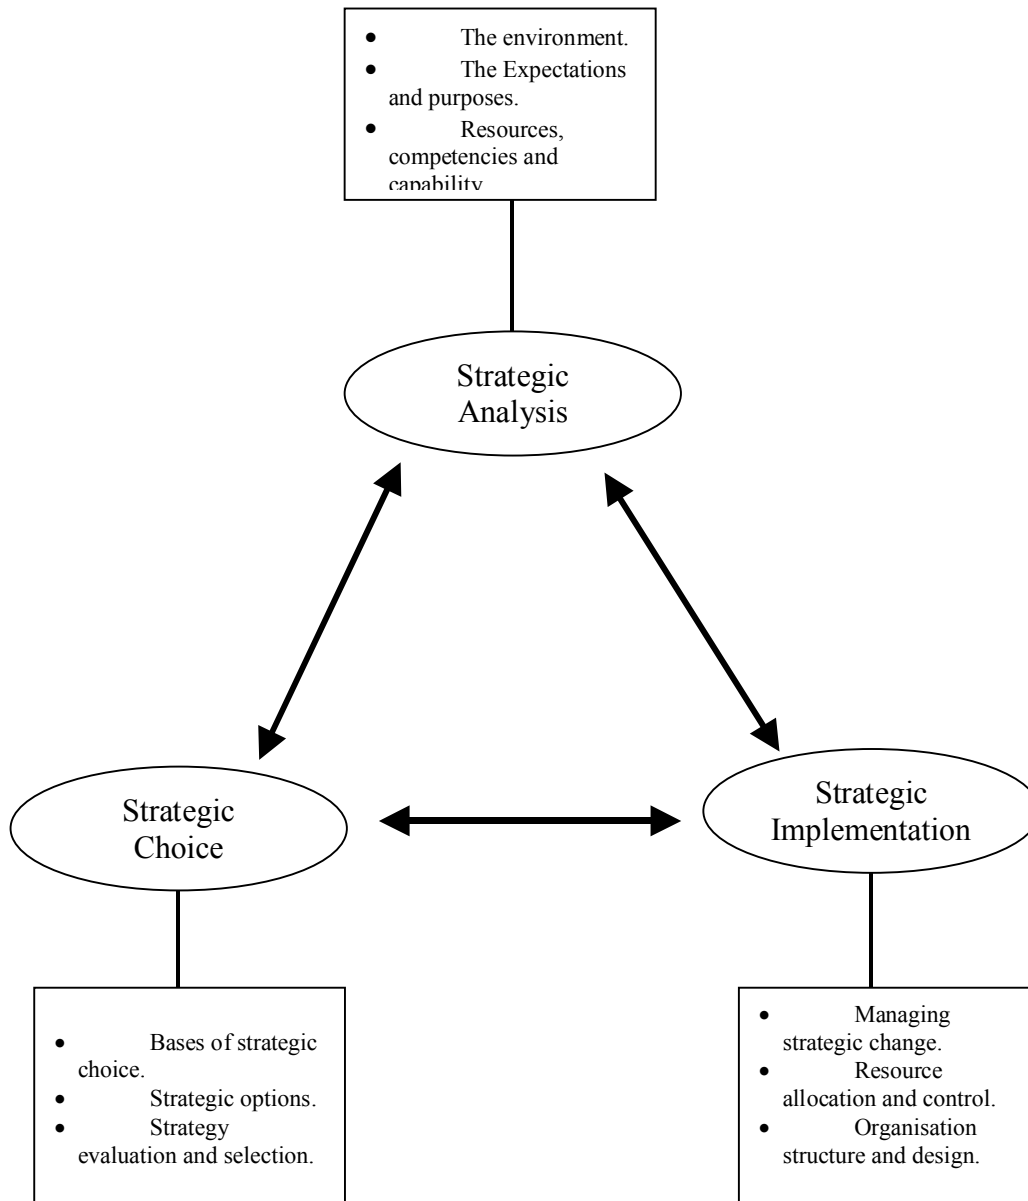 • The environment.
• The Expectations
and purposes.
• Resources,
competencies and
capability
Strategic
Analysis
Strategic
Choice
Strategic
Implementation
• Bases of strategic
choice.
• Strategic options.
• Strategy
evaluation and selection.
• Managing
strategic change.
• Resource
allocation and control.
• Organisation
structure and design.